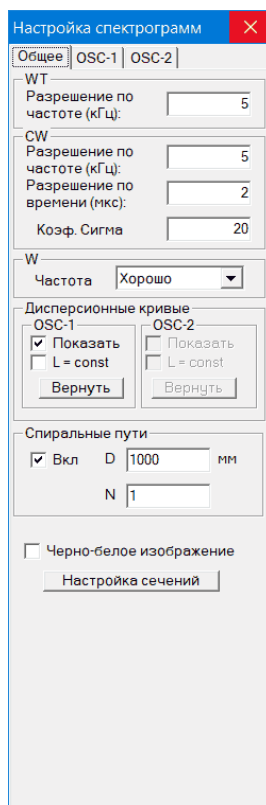 Настройка спектрограмм
Общее OSC-1 OSC-2
WT
Разрешение по
частоте (кГц): 5
CW
Разрешение по
частоте (кГц): 5
Разрешение по
времени (мкс): 2
Коэф. Сигма 20
W
Частота Хорошо
Дисперсионные кривые
OSC-1 OSC-2
Показать Показать
L = const L = const
Вернуть Вернуть
Спиральные пути
Вкл D 1000 мм
N 1
Черно-белое изображение
Настройка сечений